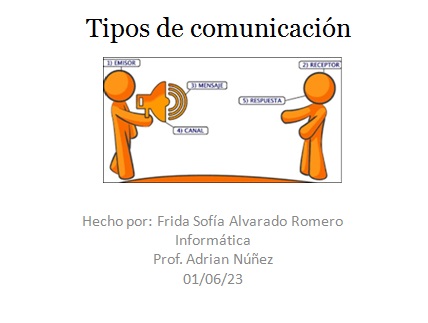 Tipos de comunicación
1) EMISOR
2) RECEPTOR
3) MENSAJE
5) RESPUESTA
4) CANAL
Hecho por: Frida Sofía Alvarado Romero
Informática
Prof. Adrian Núñez
01/06/23